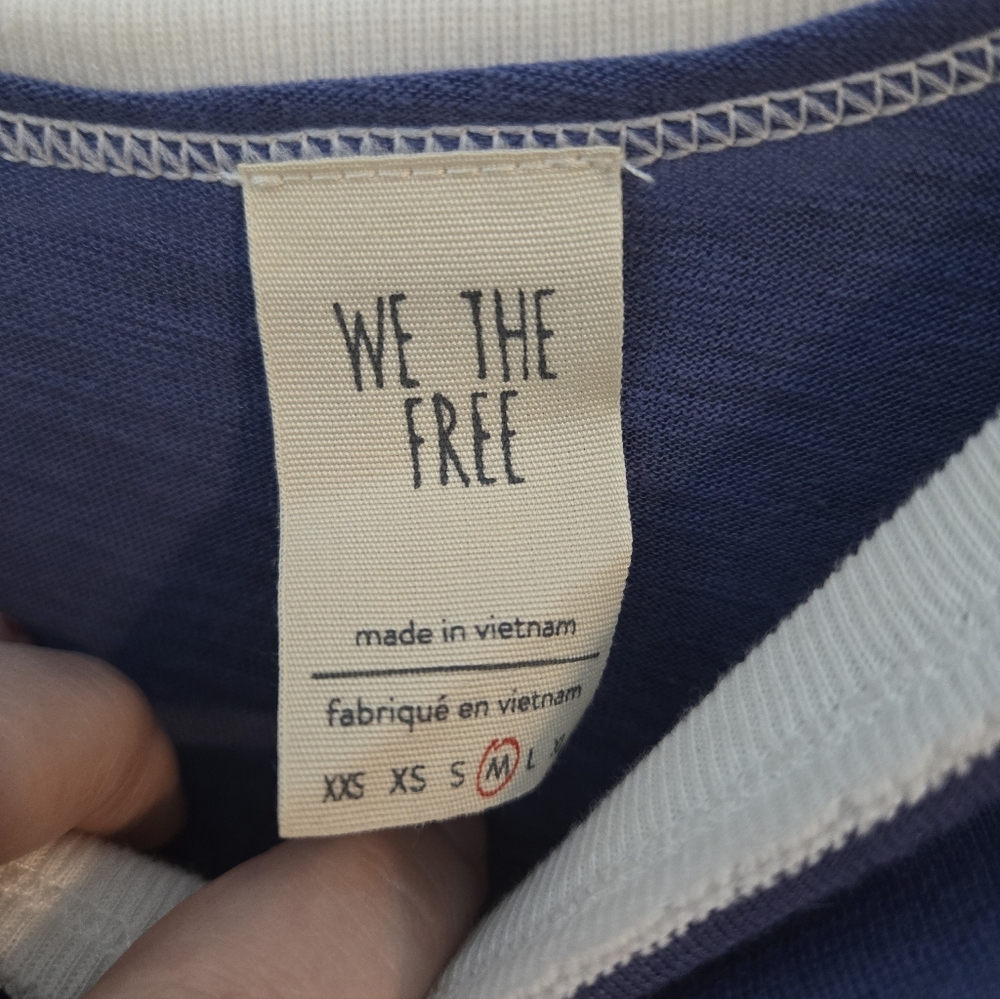 WE THE
FREE
made in vietnam
fabriqué en vietnam
XXS XS S M L